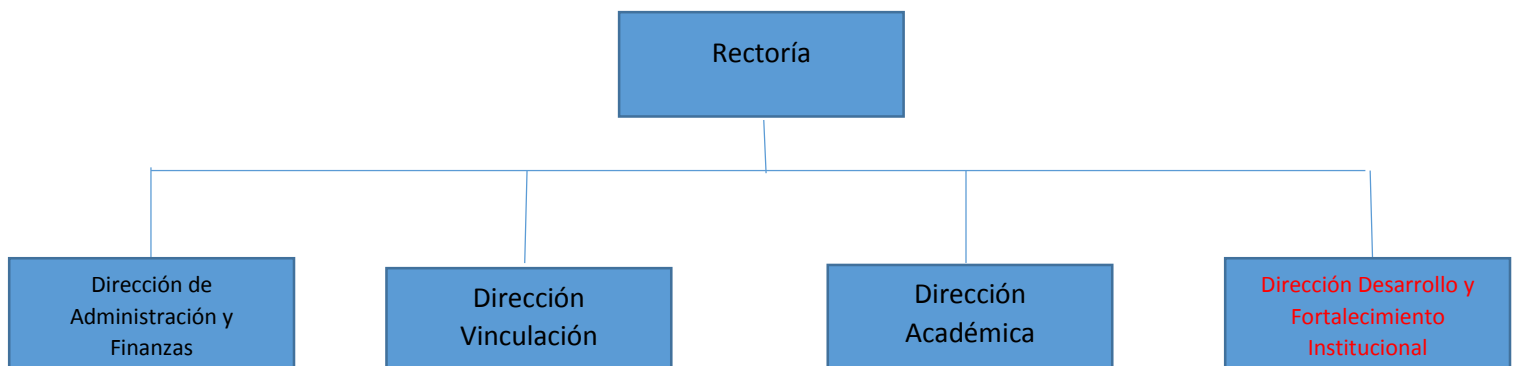 Rectoría
Dirección de
Administración y
Finanzas
Dirección
Vinculación
Dirección
Académica
Dirección Desarrollo y
Fortalecimiento
Institucional